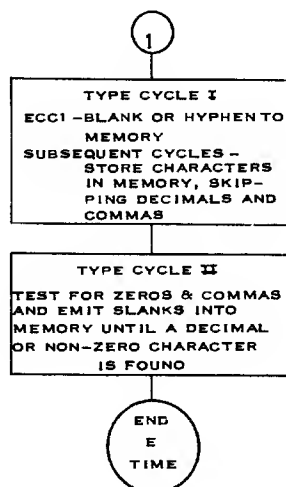 1
TYPE CYCLE I
ECC1 - BLANK OR HYPHEN TO
MEMORY
SUBSEQUENT CYCLES -
STORE CHARACTERS
IN MEMORY, SKIP-
PING DECIMALS AND
COMMAS
TYPE CYCLE II
TEST FOR ZEROS & COMMAS
AND EMIT SLANKS INTO
MEMORY UNTIL A DECIMAL
OR NON-ZERO CHARACTER
IS FOUNO
END
E
TIME